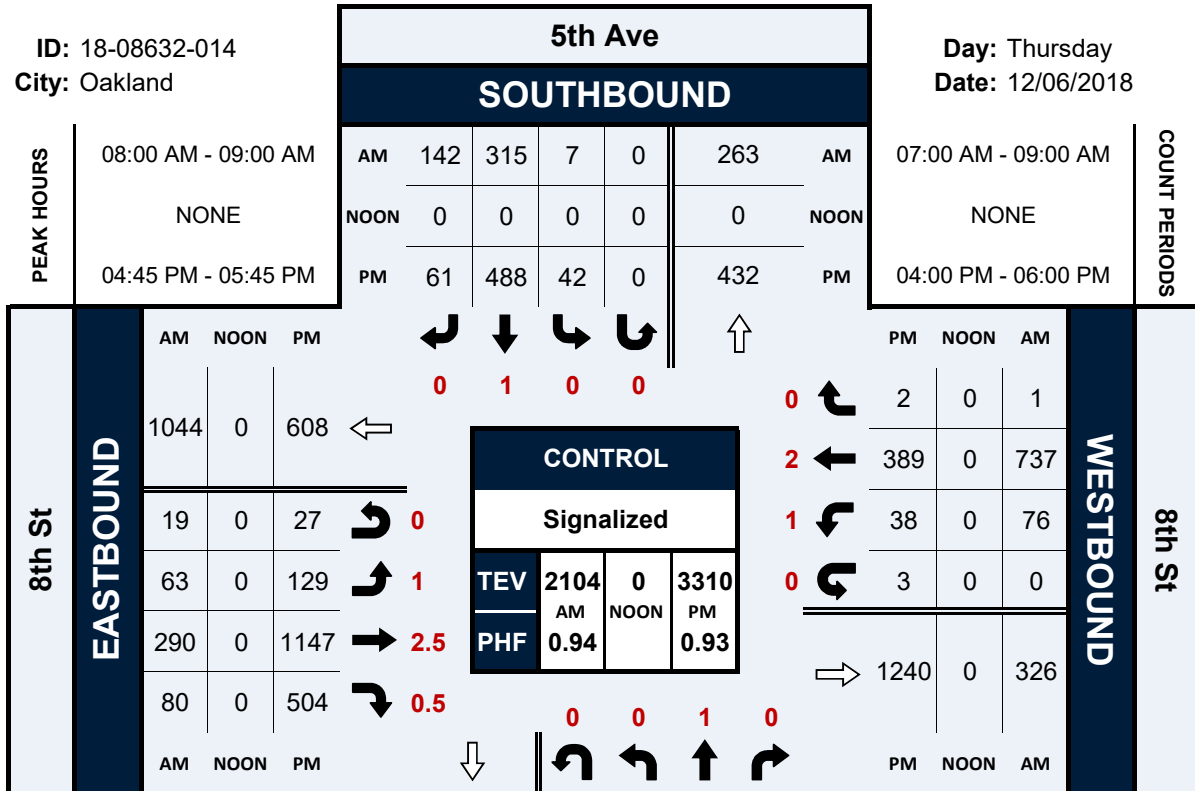 ID: 18-08632-014
City: Oakland
5th Ave
SOUTHBOUND
Day: Thursday
Date: 12/06/2018
PEAK HOURS
08:00 AM - 09:00 AM
NONE
04:45 PM - 05:45 PM
AM 142 315 7 0 263 AM
NOON 0 0 0 0 0 NOON
PM 61 488 42 0 432 PM
07:00 AM - 09:00 AM
NONE
04:00 PM - 06:00 PM
COUNT PERIODS
0 1 0 0
8th St
EASTBOUND
AM NOON PM
1044 0 608
19 0 27 0
63 0 129 1
290 0 1147 2.5
80 0 504 0.5
AM NOON PM
CONTROL
Signalized
TEV 2104 0 3310
AM NOON PM
PHF 0.94 0.93
PM NOON AM
0 2 0 1
2 389 0 737
1 38 0 76
0 3 0 0
1240 0 326
PM NOON AM
WESTBOUND
8th St
0 0 1 0